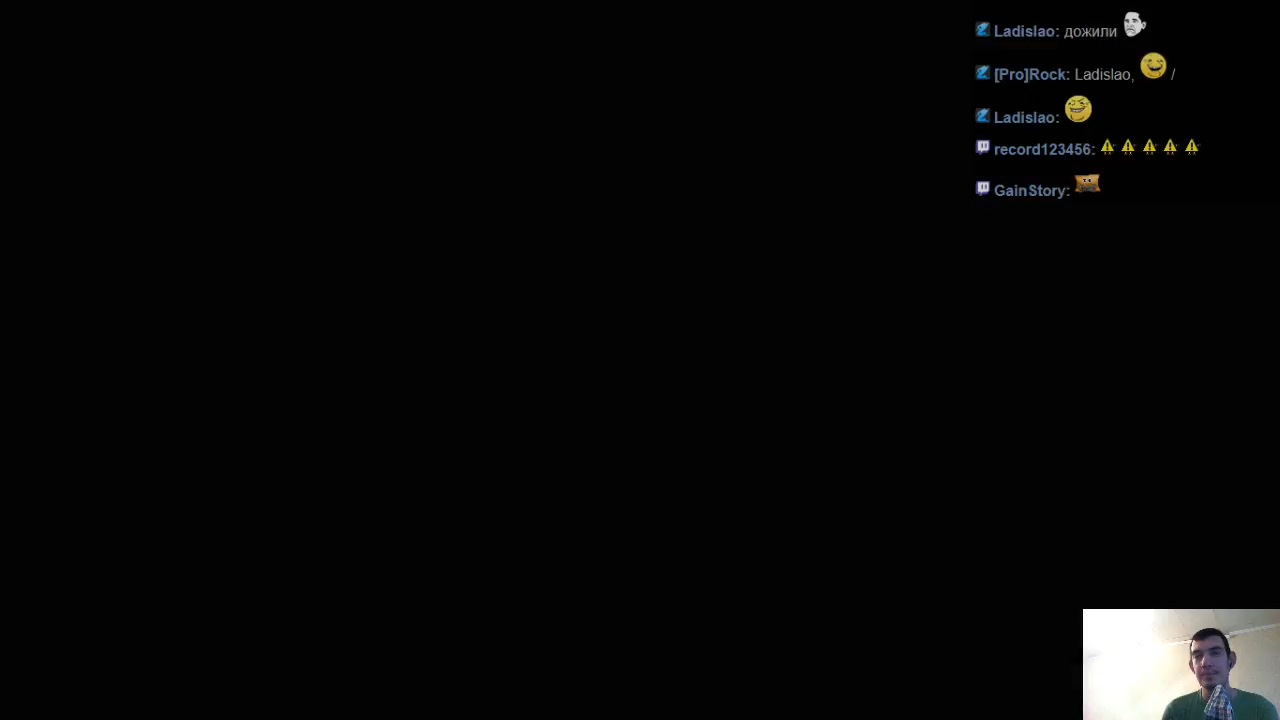 Ladislao: дожили
[Pro]Rock: Ladislao, /
Ladislao:
record123456:
GainStory: